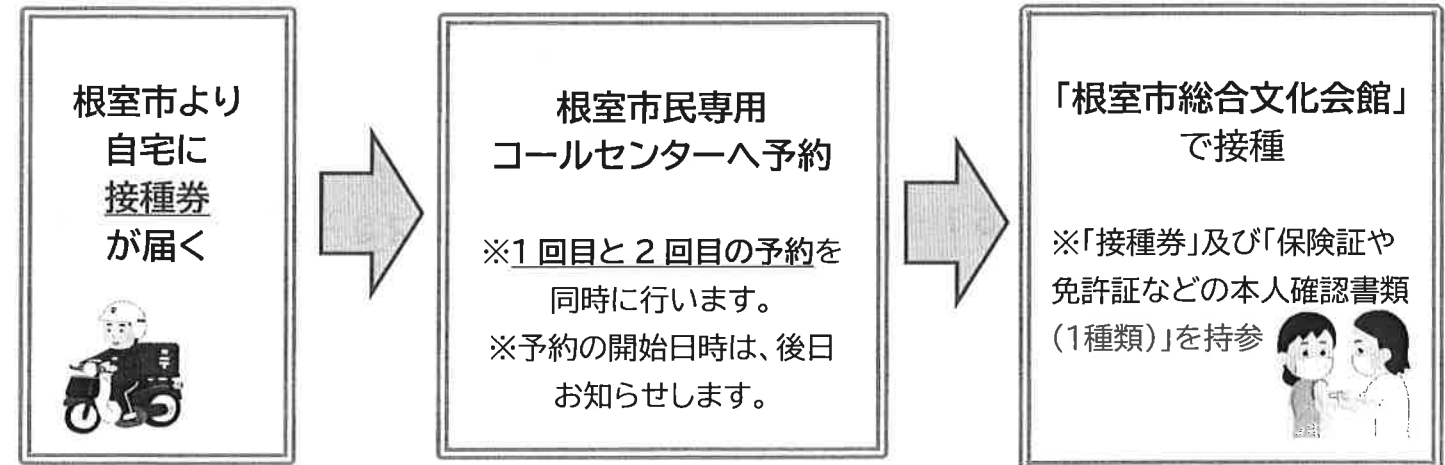 根室市より
自宅に
接種券
が届く
根室市民専用
コールセンターへ予約
※1回目と2回目の予約を
同時に行います。
※予約の開始日時は、後日
お知らせします。
「根室市総合文化会館」
で接種
※「接種券」及び「保険証や
免許証などの本人確認書類
(1種類)」を持参